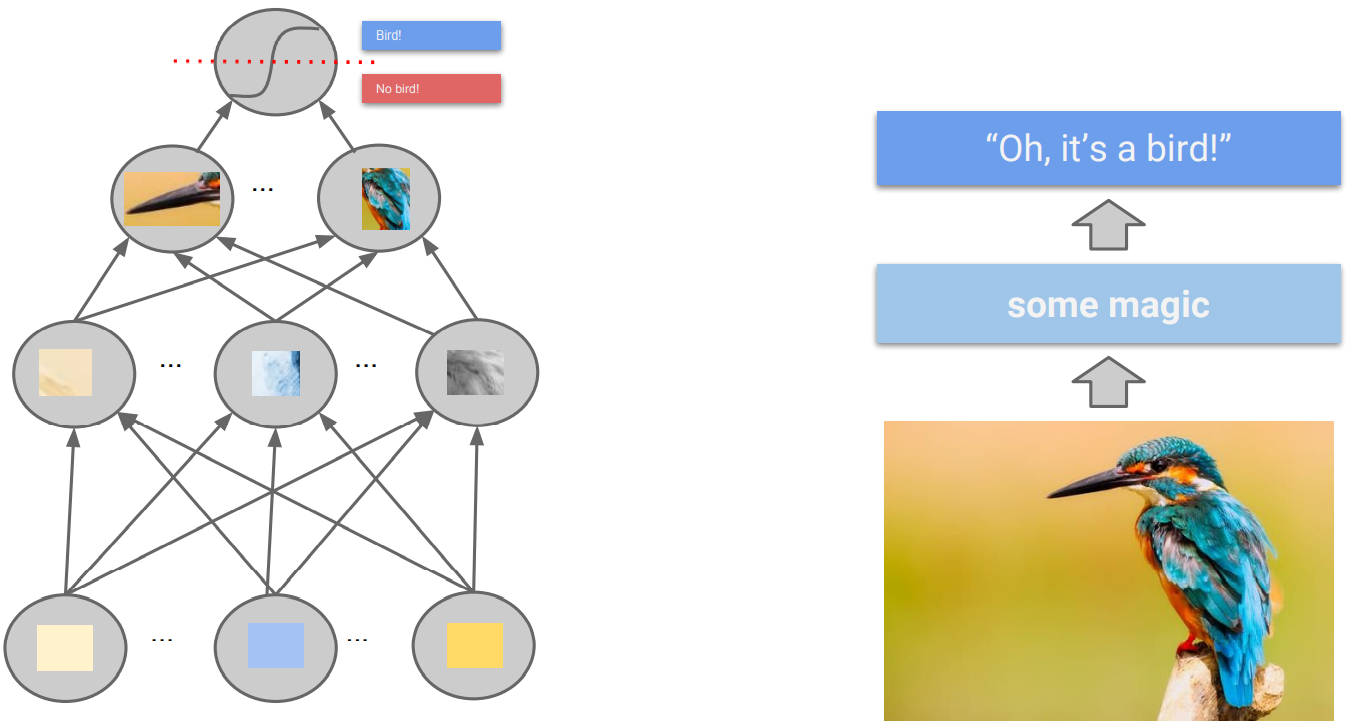 Bird!
No bird!
...
...
...
...
...
“Oh, it’s a bird!”
some magic